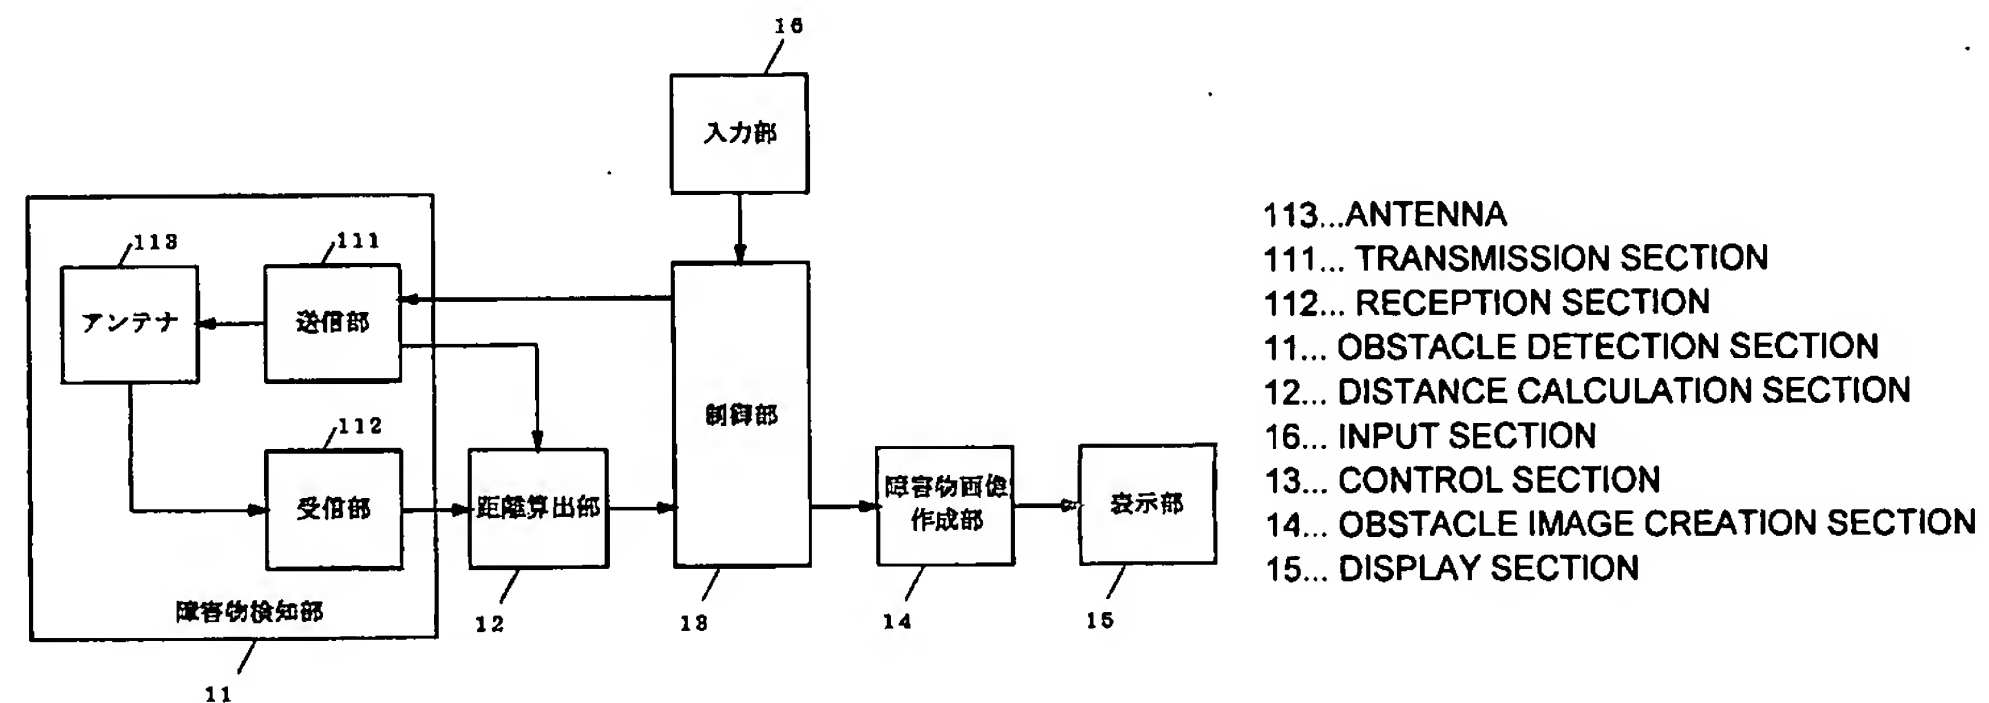 16
入力部
113
111
アンテナ
送信部
制御部
112
受信部
距離算出部
障害物画像
作成部
表示部
障害物検知部
11
12
13
14
15
113...ANTENNA
111... TRANSMISSION SECTION
112... RECEPTION SECTION
11... OBSTACLE DETECTION SECTION
12... DISTANCE CALCULATION SECTION
16... INPUT SECTION
13... CONTROL SECTION
14... OBSTACLE IMAGE CREATION SECTION
15... DISPLAY SECTION